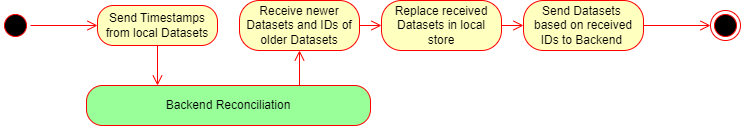 Send Timestamps
from local Datasets
Receive newer
Datasets and IDs of
older Datasets
Replace received
Datasets in local
store
Send Datasets
based on received
IDs to Backend
Backend Reconciliation